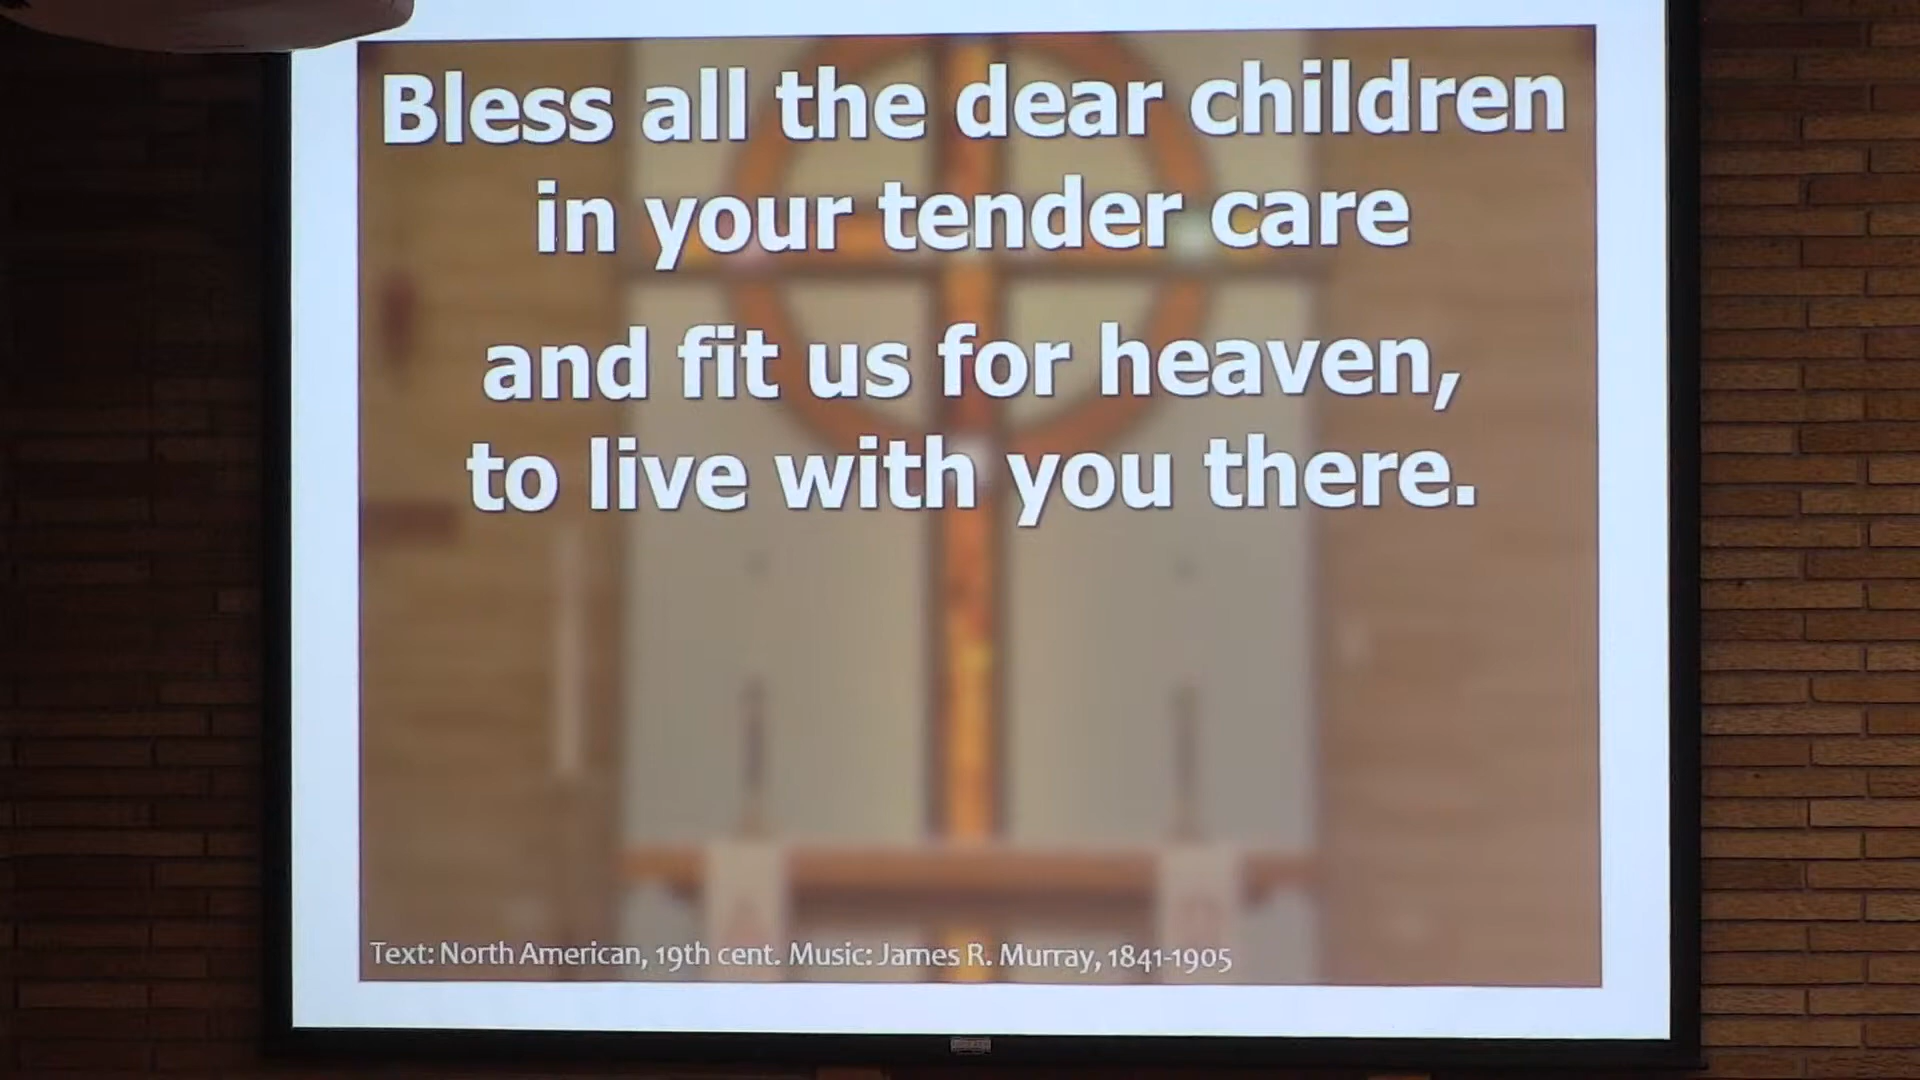 Bless all the dear children
in your tender care
and fit us for heaven,
to live with you there.
Text: North American, 19th cent. Music: James R. Murray, 1841-1905